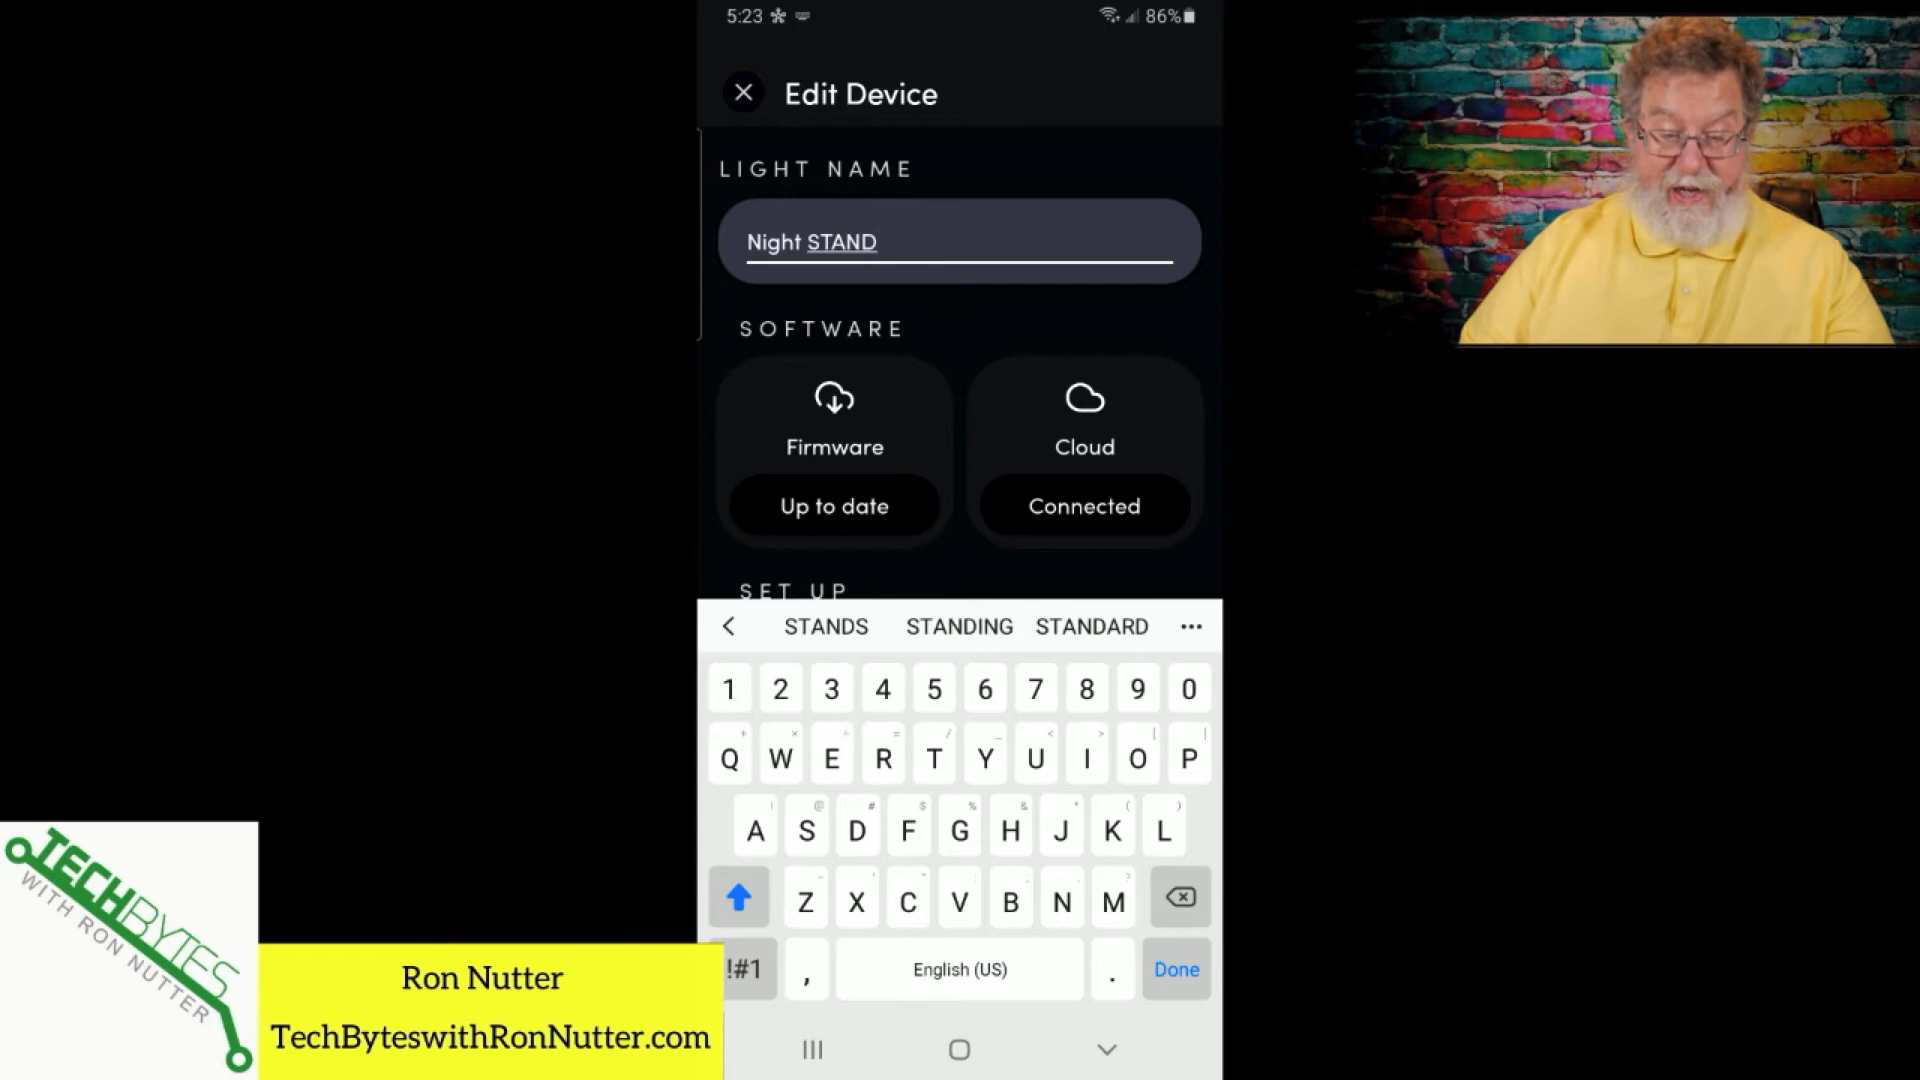 5:23
86%
Edit Device
LIGHT NAME
Night STAND
SOFTWARE
Firmware
Cloud
Up to date
Connected
SET UP
STANDS STANDING STANDARD
1 2 3 4 5 6 7 8 9 0
Q W E R T Y U I O P
A S D F G H J K L
Z X C V B N M
!#1 , English (US) . Done
TECHBYTES
WITH RON NUTTER
Ron Nutter
TechByteswithRonNutter.com